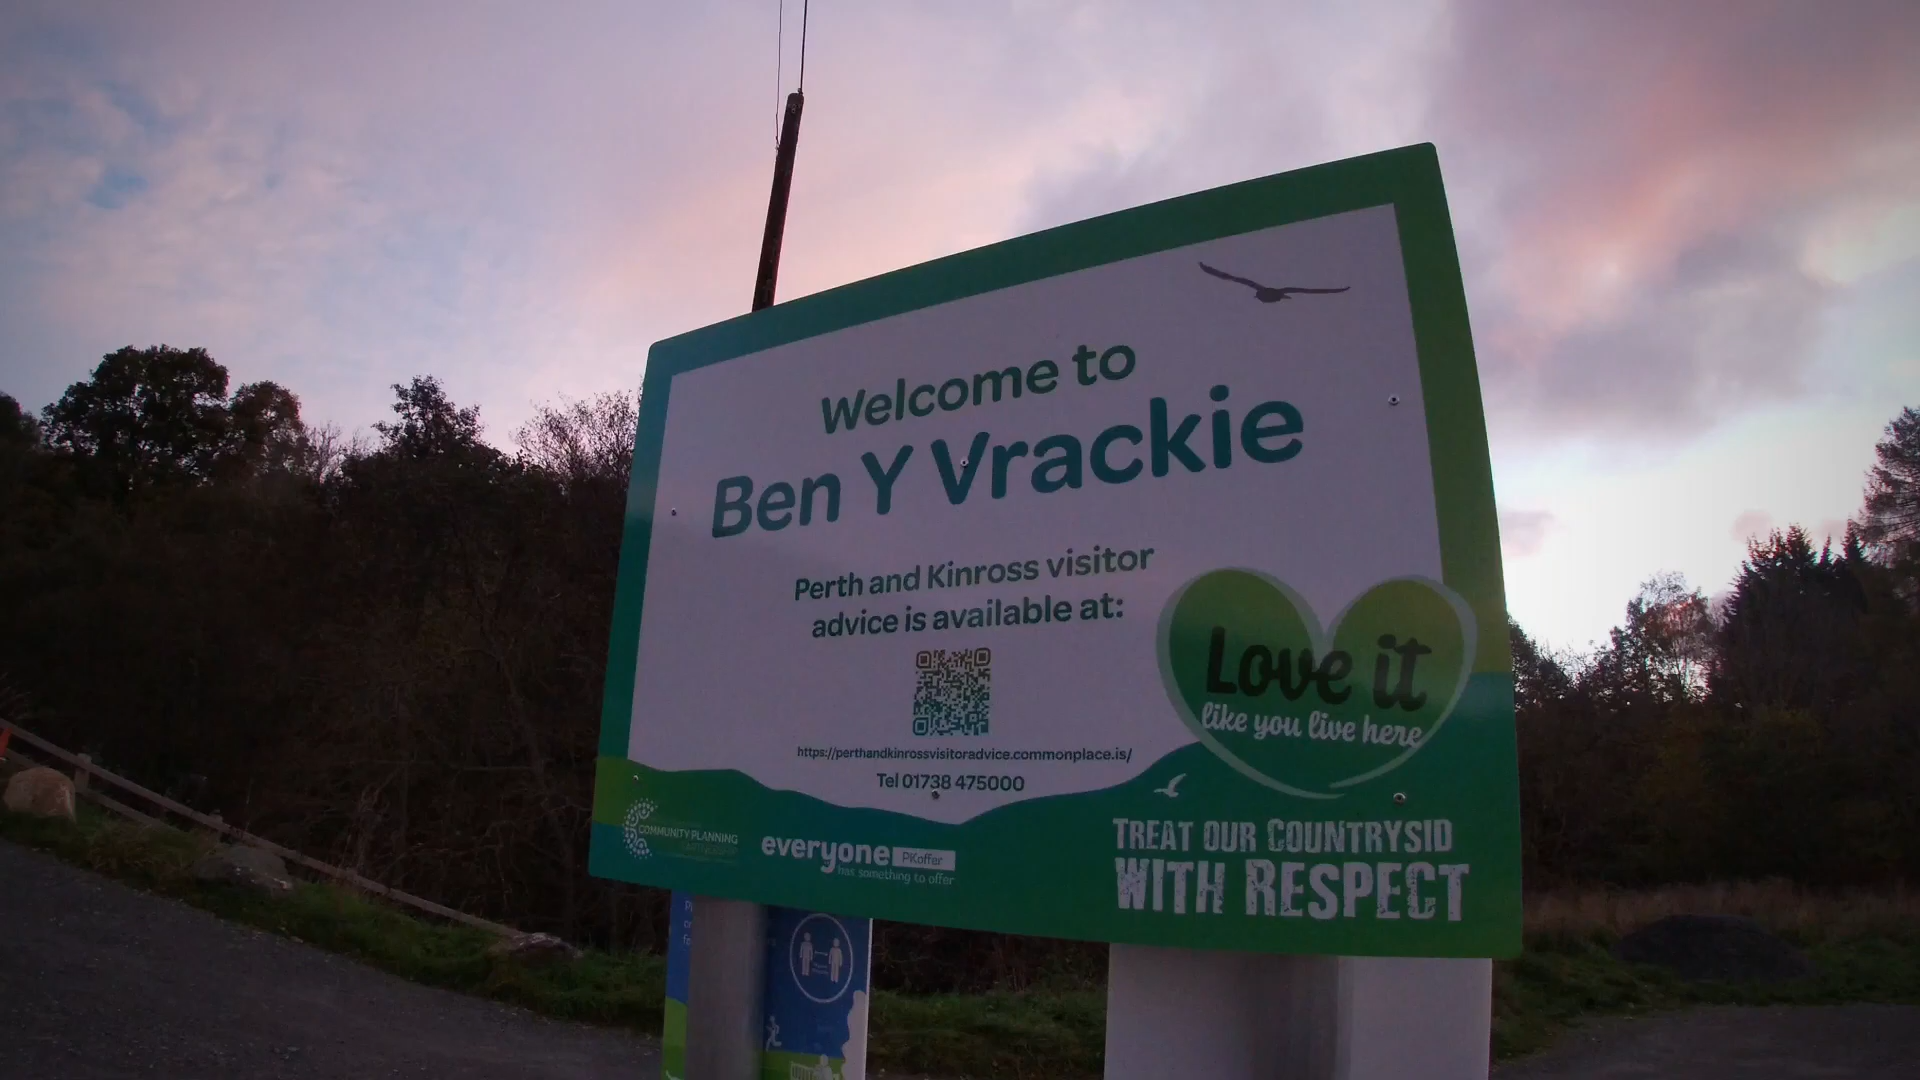 Welcome to
Ben Y Vrackie
Perth and Kinross visitor
advice is available at:
https://perthandkinrossvisitoradvice.commonplace.is/
Tel 01738 475000
Love it
like you live here
COMMUNITY PLANNING
everyone PKoffer
has something to offer
TREAT OUR COUNTRYSID
WITH RESPECT